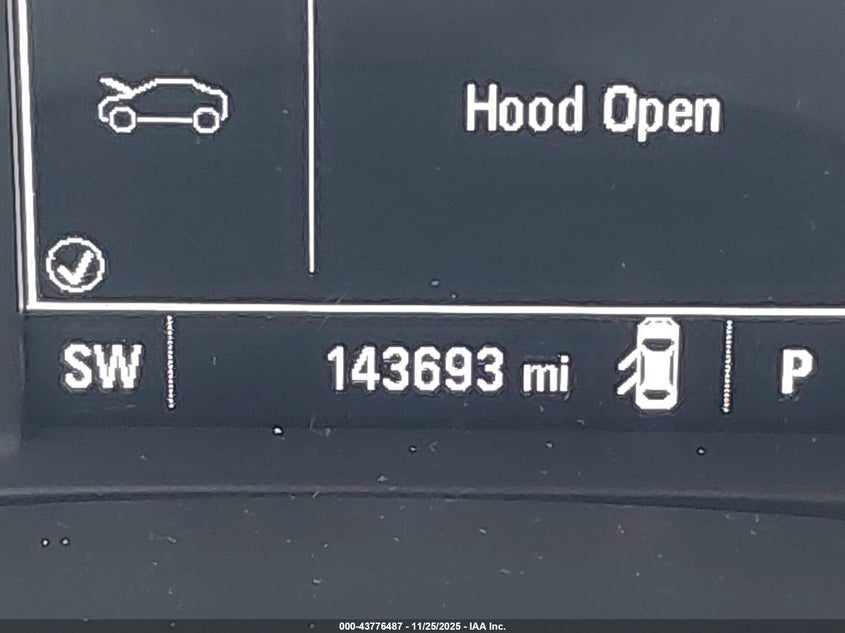 Hood Open
SW 143693 mi P
000-43776487 - 11/25/2025 - IAA Inc.